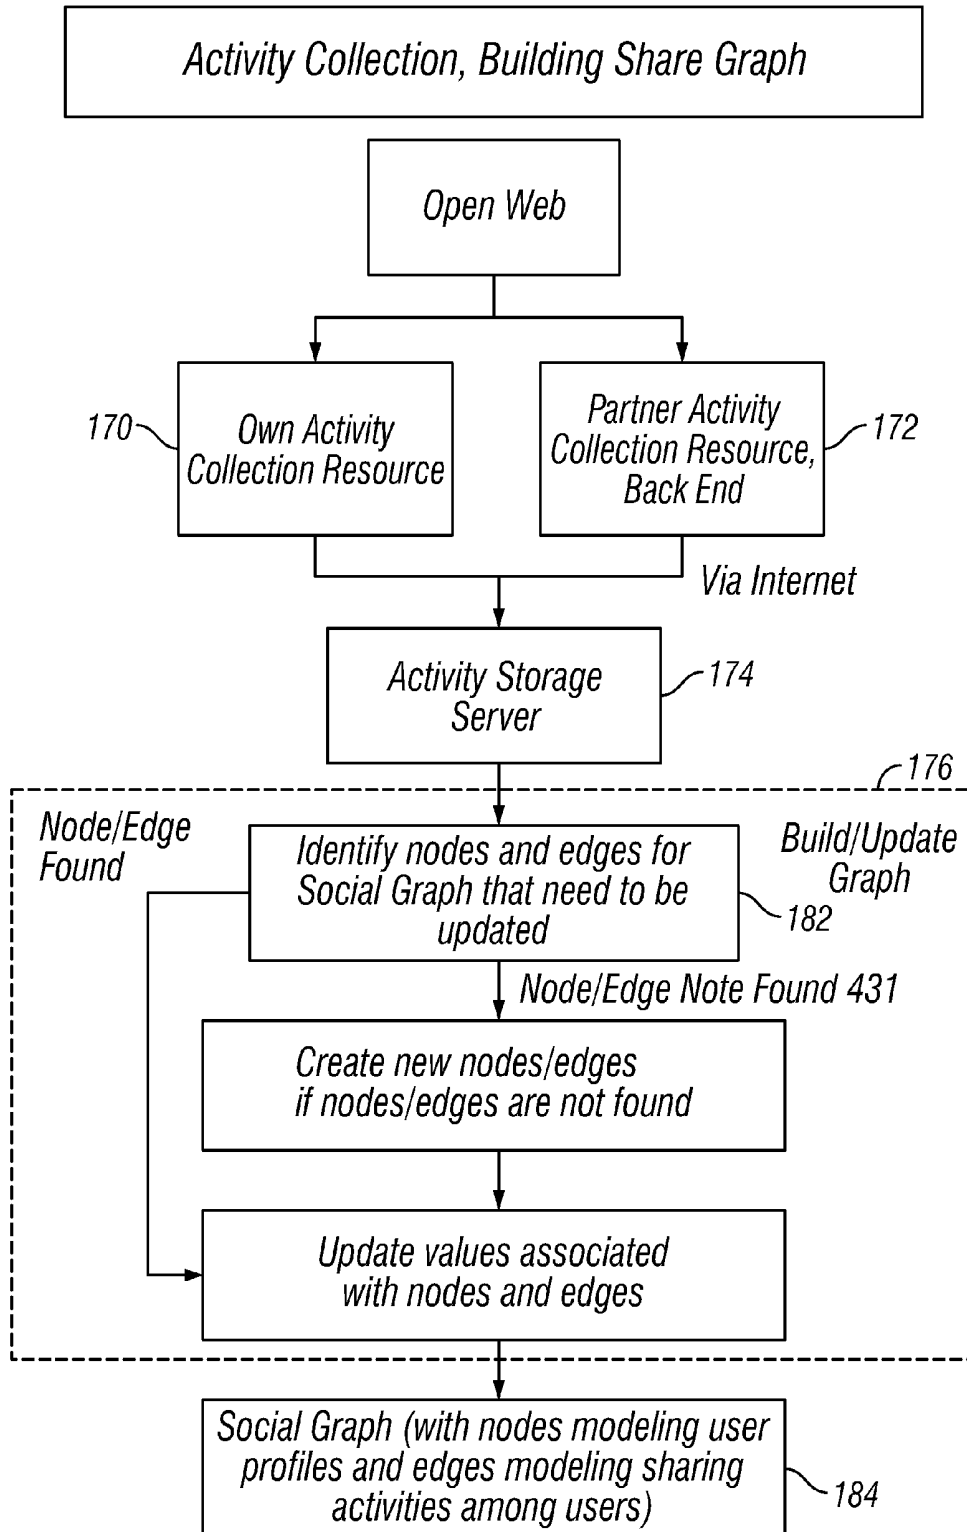 Activity Collection, Building Share Graph
Open Web
170
Own Activity
Collection Resource
Partner Activity
Collection Resource,
Back End
172
Via Internet
Activity Storage
Server
174
176
Node/Edge
Found
Identify nodes and edges for
Social Graph that need to be
updated
Build/Update
Graph
182
Node/Edge Note Found 431
Create new nodes/edges
if nodes/edges are not found
Update values associated
with nodes and edges
Social Graph (with nodes modeling user
profiles and edges modeling sharing
activities among users)
184